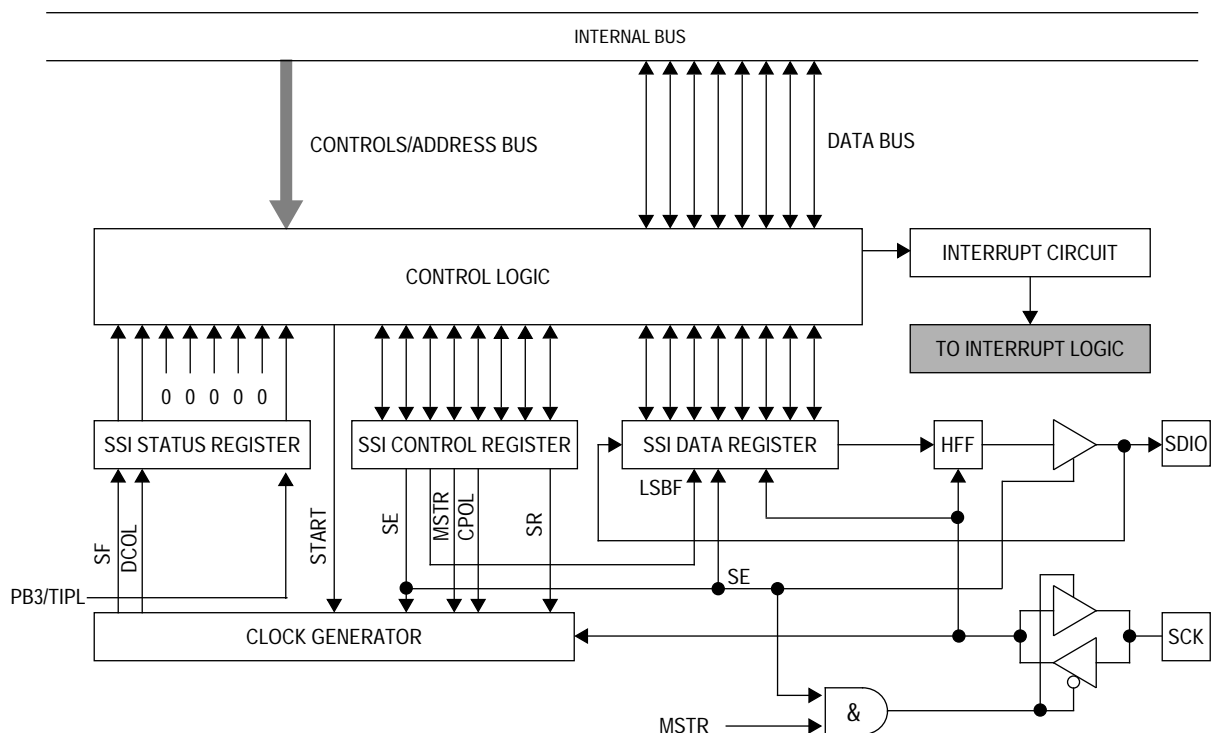 INTERNAL BUS
CONTROLS/ADDRESS BUS
DATA BUS
CONTROL LOGIC
INTERRUPT CIRCUIT
TO INTERRUPT LOGIC
0 0 0 0 0
SSI STATUS REGISTER
SSI CONTROL REGISTER
SSI DATA REGISTER
HFF
SDIO
LSBF
SF
DCOL
START
SE
MSTR
CPOL
SR
SE
PB3/TIPL
CLOCK GENERATOR
SCK
&
MSTR